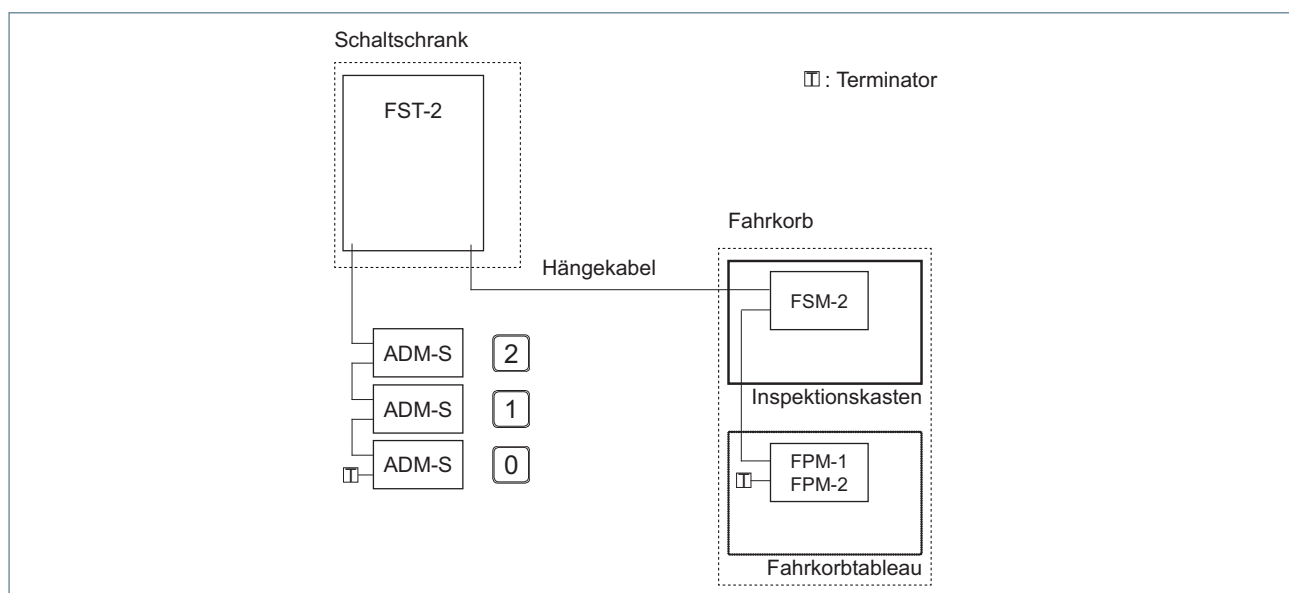 Schaltschrank
T : Terminator
FST-2
Fahrkorb
Hängekabel
FSM-2
ADM-S 2
Inspektionskasten
ADM-S 1
ADM-S 0
T
FPM-1
T
FPM-2
Fahrkorbtableau